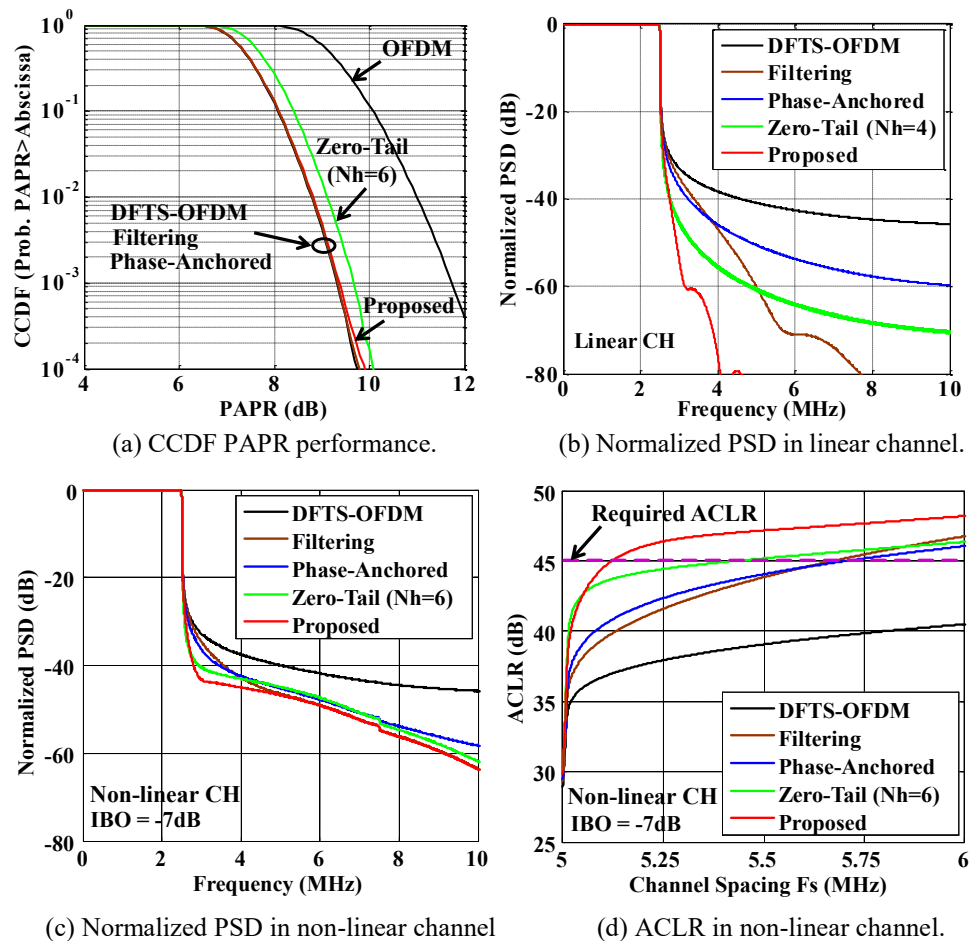 CCDF (Prob. PAPR>Abscissa)
10^0
10^-1
10^-2
10^-3
10^-4
OFDM
Zero-Tail
(Nh=6)
DFTS-OFDM
Filtering
Phase-Anchored
Proposed
4 6 8 10 12
PAPR (dB)
(a) CCDF PAPR performance.
Normalized PSD (dB)
0
-20
-40
-60
-80
DFTS-OFDM
Filtering
Phase-Anchored
Zero-Tail (Nh=4)
Proposed
Linear CH
0 2 4 6 8 10
Frequency (MHz)
(b) Normalized PSD in linear channel.
Normalized PSD (dB)
0
-20
-40
-60
-80
DFTS-OFDM
Filtering
Phase-Anchored
Zero-Tail (Nh=6)
Proposed
Non-linear CH
IBO = -7dB
0 2 4 6 8 10
Frequency (MHz)
(c) Normalized PSD in non-linear channel
ACLR (dB)
50
45
40
35
30
25
Required ACLR
DFTS-OFDM
Filtering
Phase-Anchored
Zero-Tail (Nh=6)
Proposed
Non-linear CH
IBO = -7dB
5 5.25 5.5 5.75 6
Channel Spacing Fs (MHz)
(d) ACLR in non-linear channel.